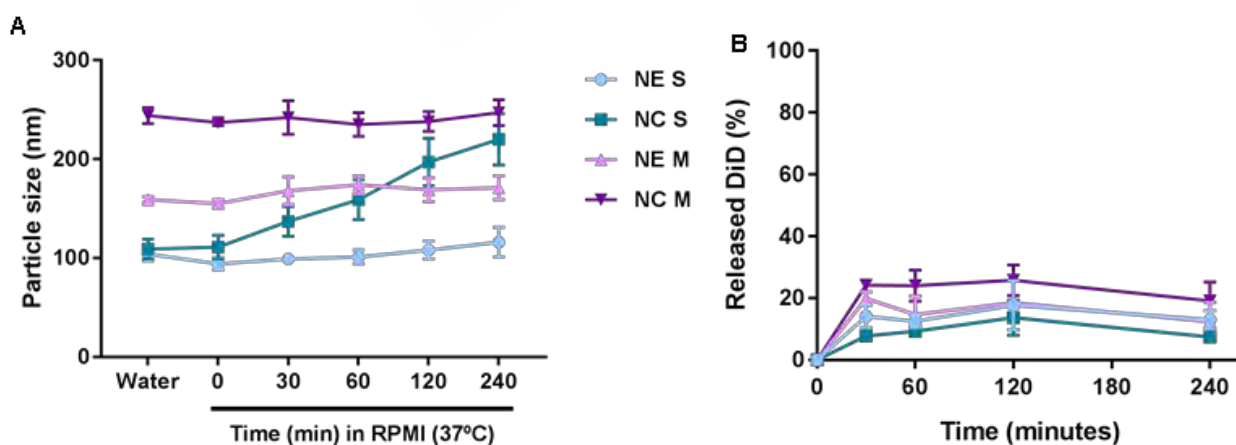 A
Particle size (nm)
300
200
100
0
Water 0 30 60 120 240
Time (min) in RPMI (37ºC)
NE S
NC S
NE M
NC M
B
Released DiD (%)
100
80
60
40
20
0
0 60 120 180 240
Time (minutes)